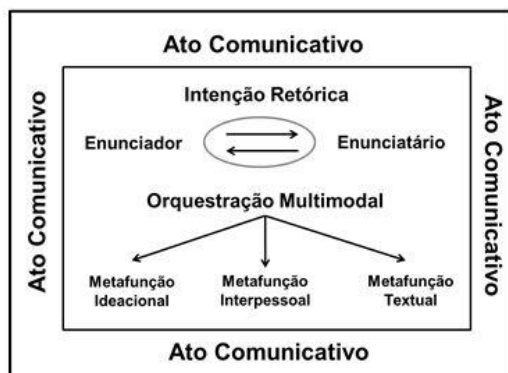 Ato Comunicativo
Ato Comunicativo
Intenção Retórica
Enunciador
Enunciatário
Orquestração Multimodal
Metafunção
Ideacional
Metafunção
Interpessoal
Metafunção
Textual
Ato Comunicativo
Ato Comunicativo